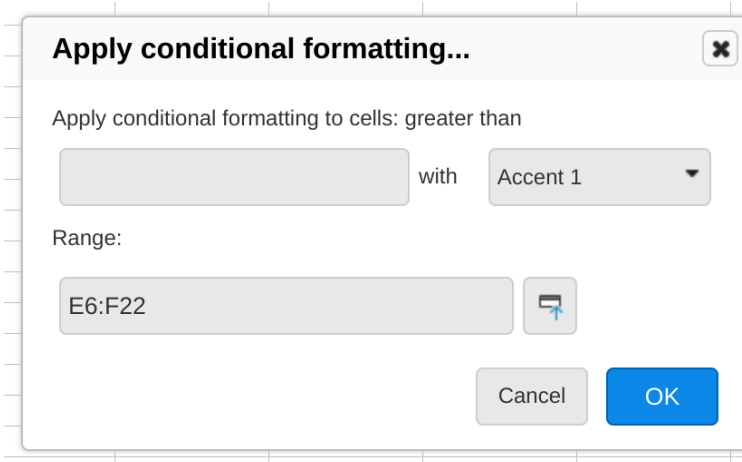 Apply conditional formatting...
Apply conditional formatting to cells: greater than
with Accent 1
Range:
E6:F22
Cancel OK